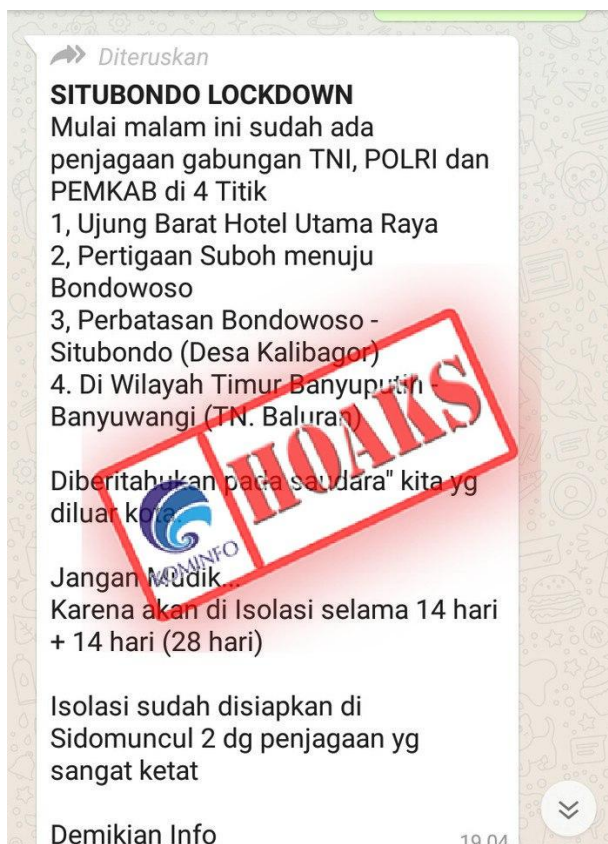 Diteruskan
SITUBONDO LOCKDOWN
Mulai malam ini sudah ada
penjagaan gabungan TNI, POLRI dan
PEMKAB di 4 Titik
1, Ujung Barat Hotel Utama Raya
2, Pertigaan Suboh menuju
Bondowoso
3, Perbatasan Bondowoso -
Situbondo (Desa Kalibagor)
4. Di Wilayah Timur Banyuputih -
Banyuwangi (TN. Baluran)
HOAKS
Diberitahukan pada saudara" kita yg
diluar kota.
KOMINFO
Jangan Mudik...
Karena akan di Isolasi selama 14 hari
+ 14 hari (28 hari)
Isolasi sudah disiapkan di
Sidomuncul 2 dg penjagaan yg
sangat ketat
Demikian Info
19.04